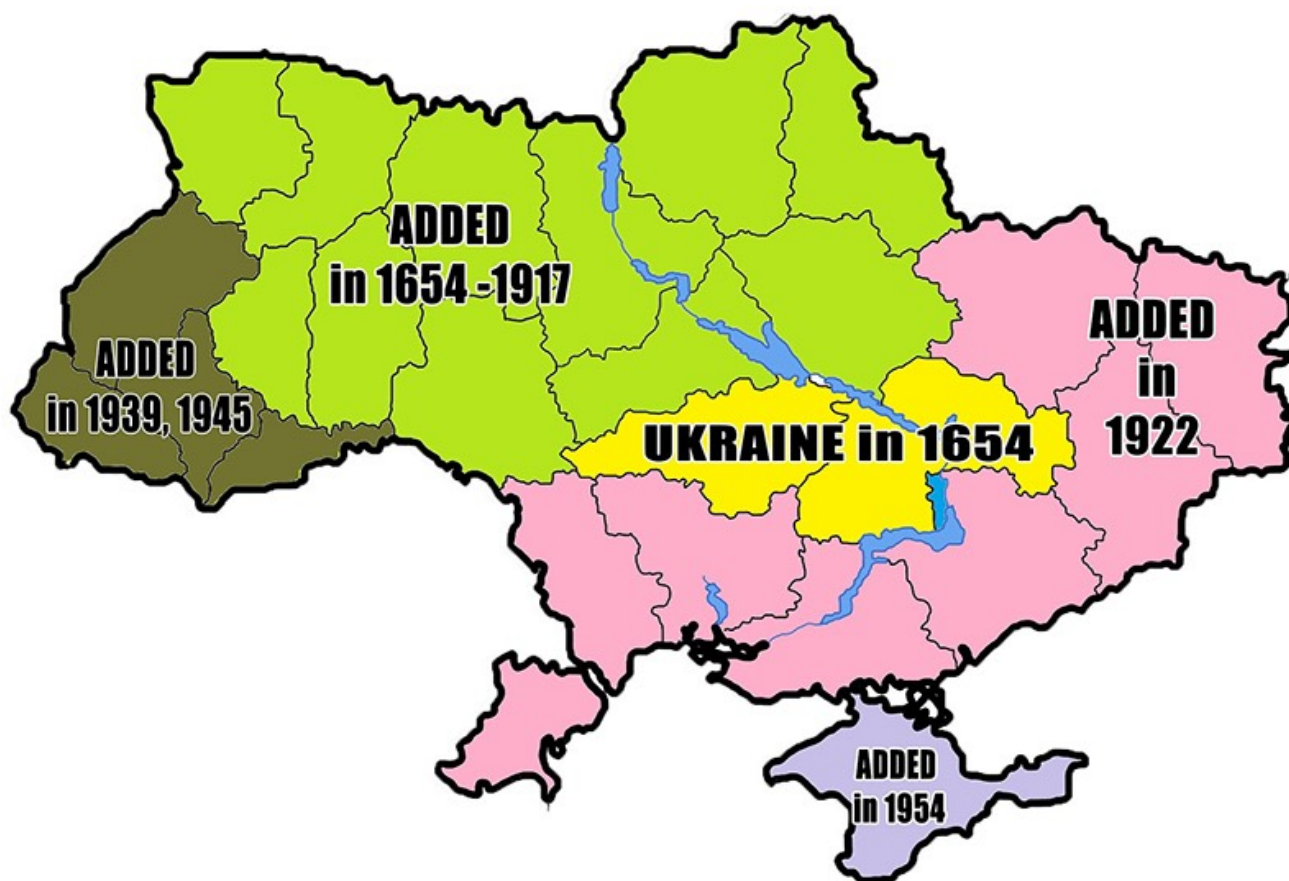 ADDED
in 1654 -1917
ADDED
in 1939, 1945
ADDED
in
1922
UKRAINE in 1654
ADDED
in 1954